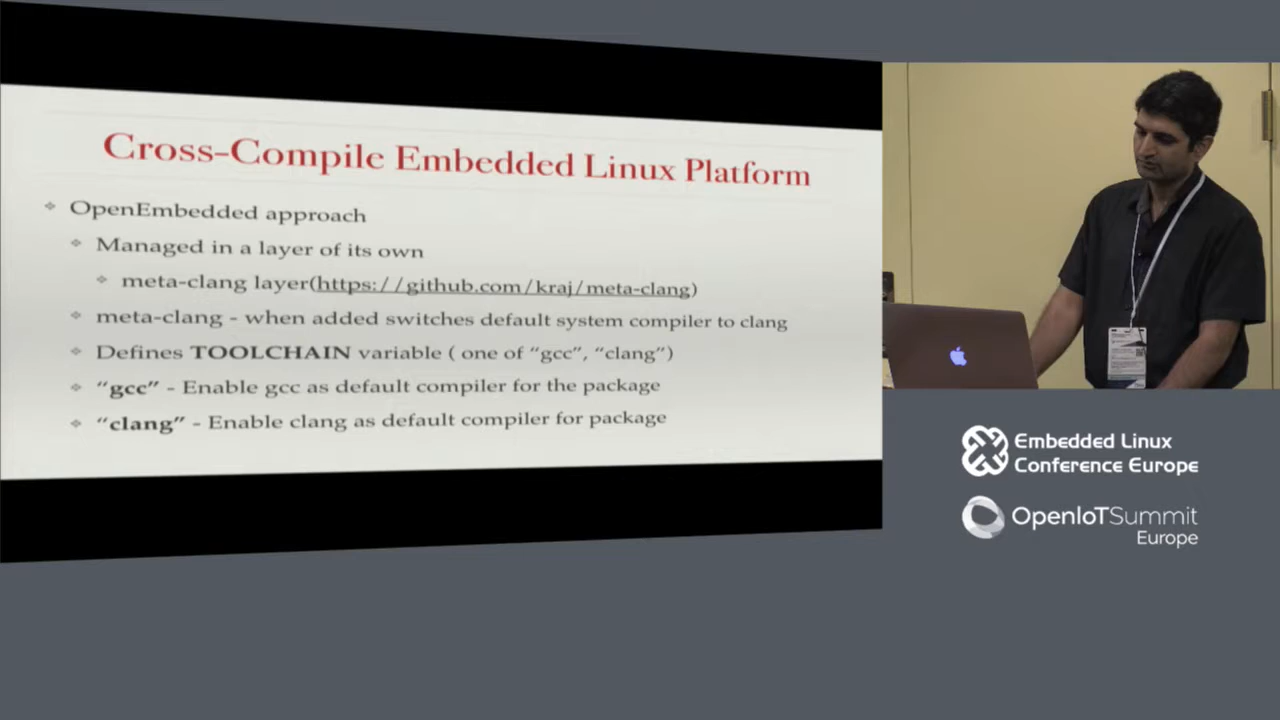 Cross-Compile Embedded Linux Platform
OpenEmbedded approach
Managed in a layer of its own
meta-clang layer(https://github.com/kraj/meta-clang)
meta-clang - when added switches default system compiler to clang
Defines TOOLCHAIN variable ( one of “gcc”, “clang”)
“gcc” - Enable gcc as default compiler for the package
“clang” - Enable clang as default compiler for package
Embedded Linux
Conference Europe
OpenIoTSummit
Europe